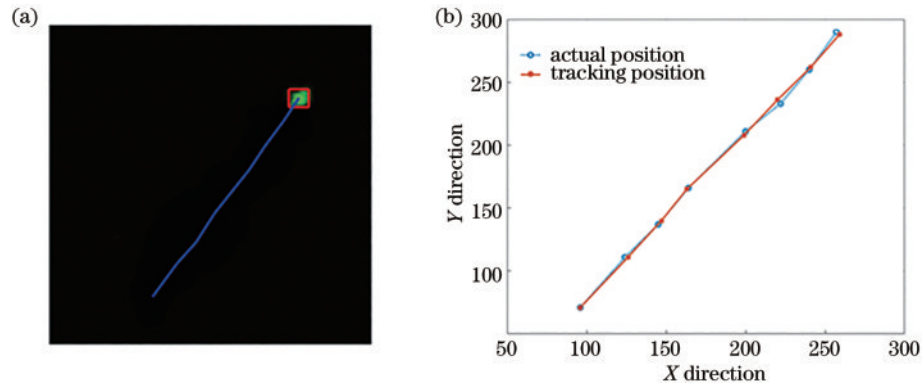 (a)
(b)
300
250
200
150
100
Y direction
actual position
tracking position
50 100 150 200 250 300
X direction